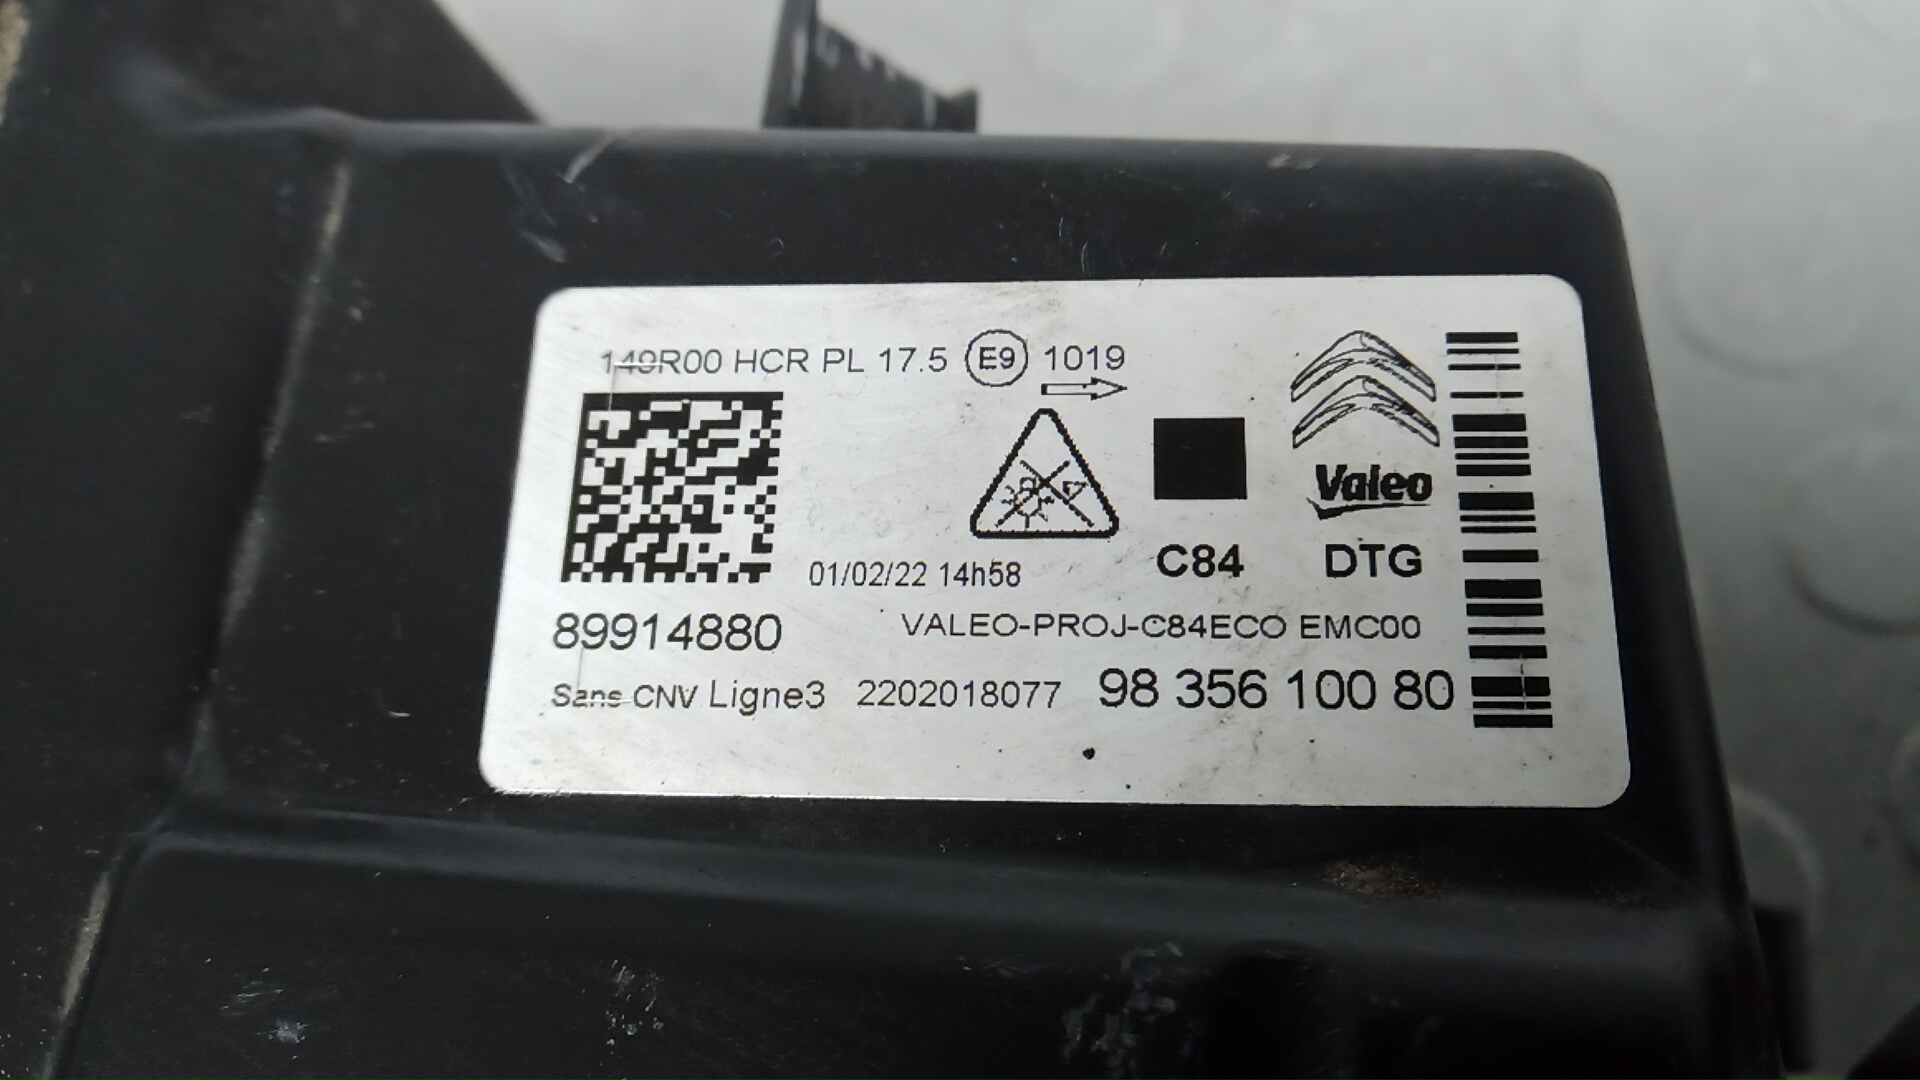 149R00 HCR PL 17.5 E9 1019
Valeo
C84 DTG
01/02/22 14h58
89914880 VALEO-PROJ-C84ECO EMC00
Sans CNV Ligne3 2202018077 98 356 100 80